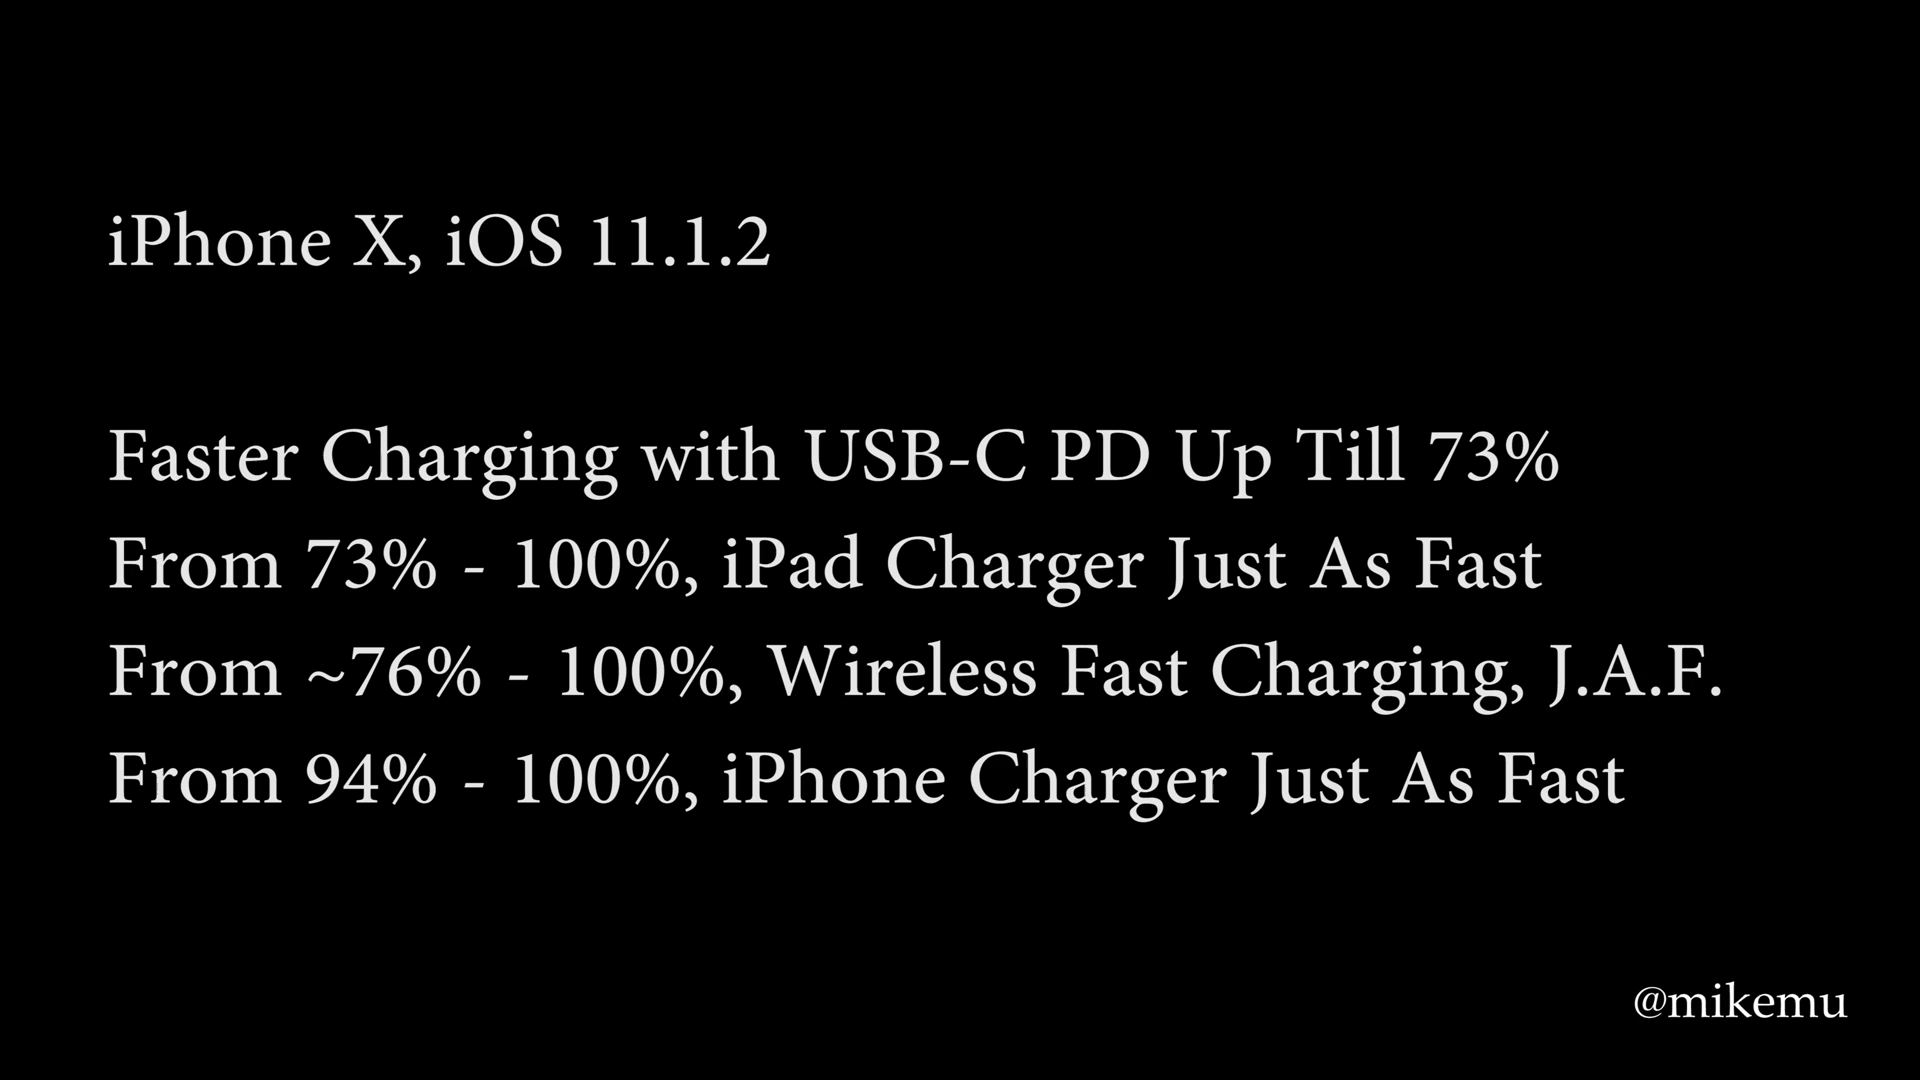 iPhone X, iOS 11.1.2
Faster Charging with USB-C PD Up Till 73%
From 73% - 100%, iPad Charger Just As Fast
From ~76% - 100%, Wireless Fast Charging, J.A.F.
From 94% - 100%, iPhone Charger Just As Fast
@mikemu